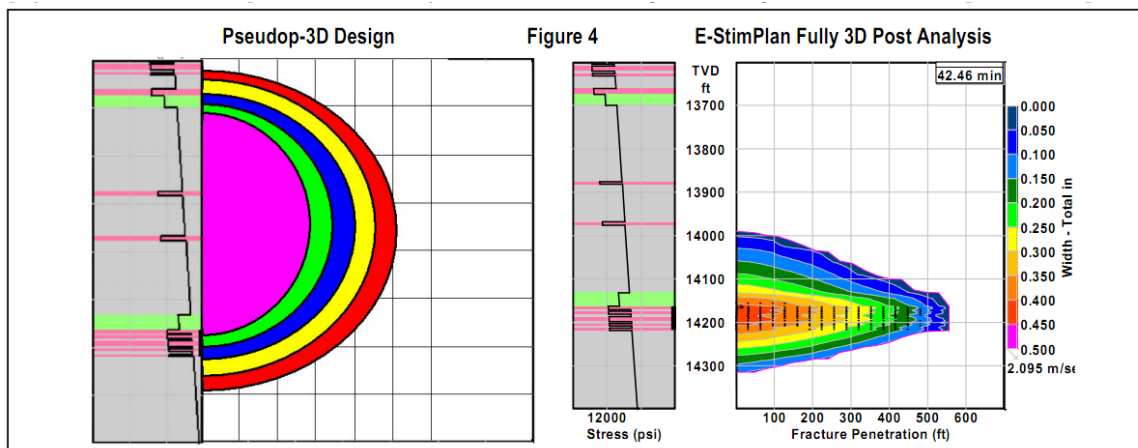 Pseudop-3D Design
Figure 4
E-StimPlan Fully 3D Post Analysis
TVD
ft
13700
13800
13900
14000
14100
14200
14300
12000
Stress (psi)
42.46 min
100 200 300 400 500 600
Fracture Penetration (ft)
0.000
0.050
0.100
0.150
0.200
0.250
0.300
0.350
0.400
0.450
0.500
Width - Total in
2.095 m/se